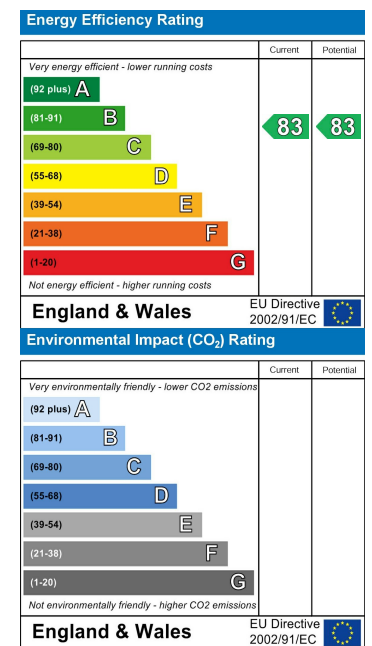 Energy Efficiency Rating
Current Potential
Very energy efficient - lower running costs
(92 plus) A
(81-91) B
83 83
(69-80) C
(55-68) D
(39-54) E
(21-38) F
(1-20) G
Not energy efficient - higher running costs
England & Wales
EU Directive
2002/91/EC
Environmental Impact (CO₂) Rating
Current Potential
Very environmentally friendly - lower CO2 emissions
(92 plus) A
(81-91) B
(69-80) C
(55-68) D
(39-54) E
(21-38) F
(1-20) G
Not environmentally friendly - higher CO2 emissions
England & Wales
EU Directive
2002/91/EC